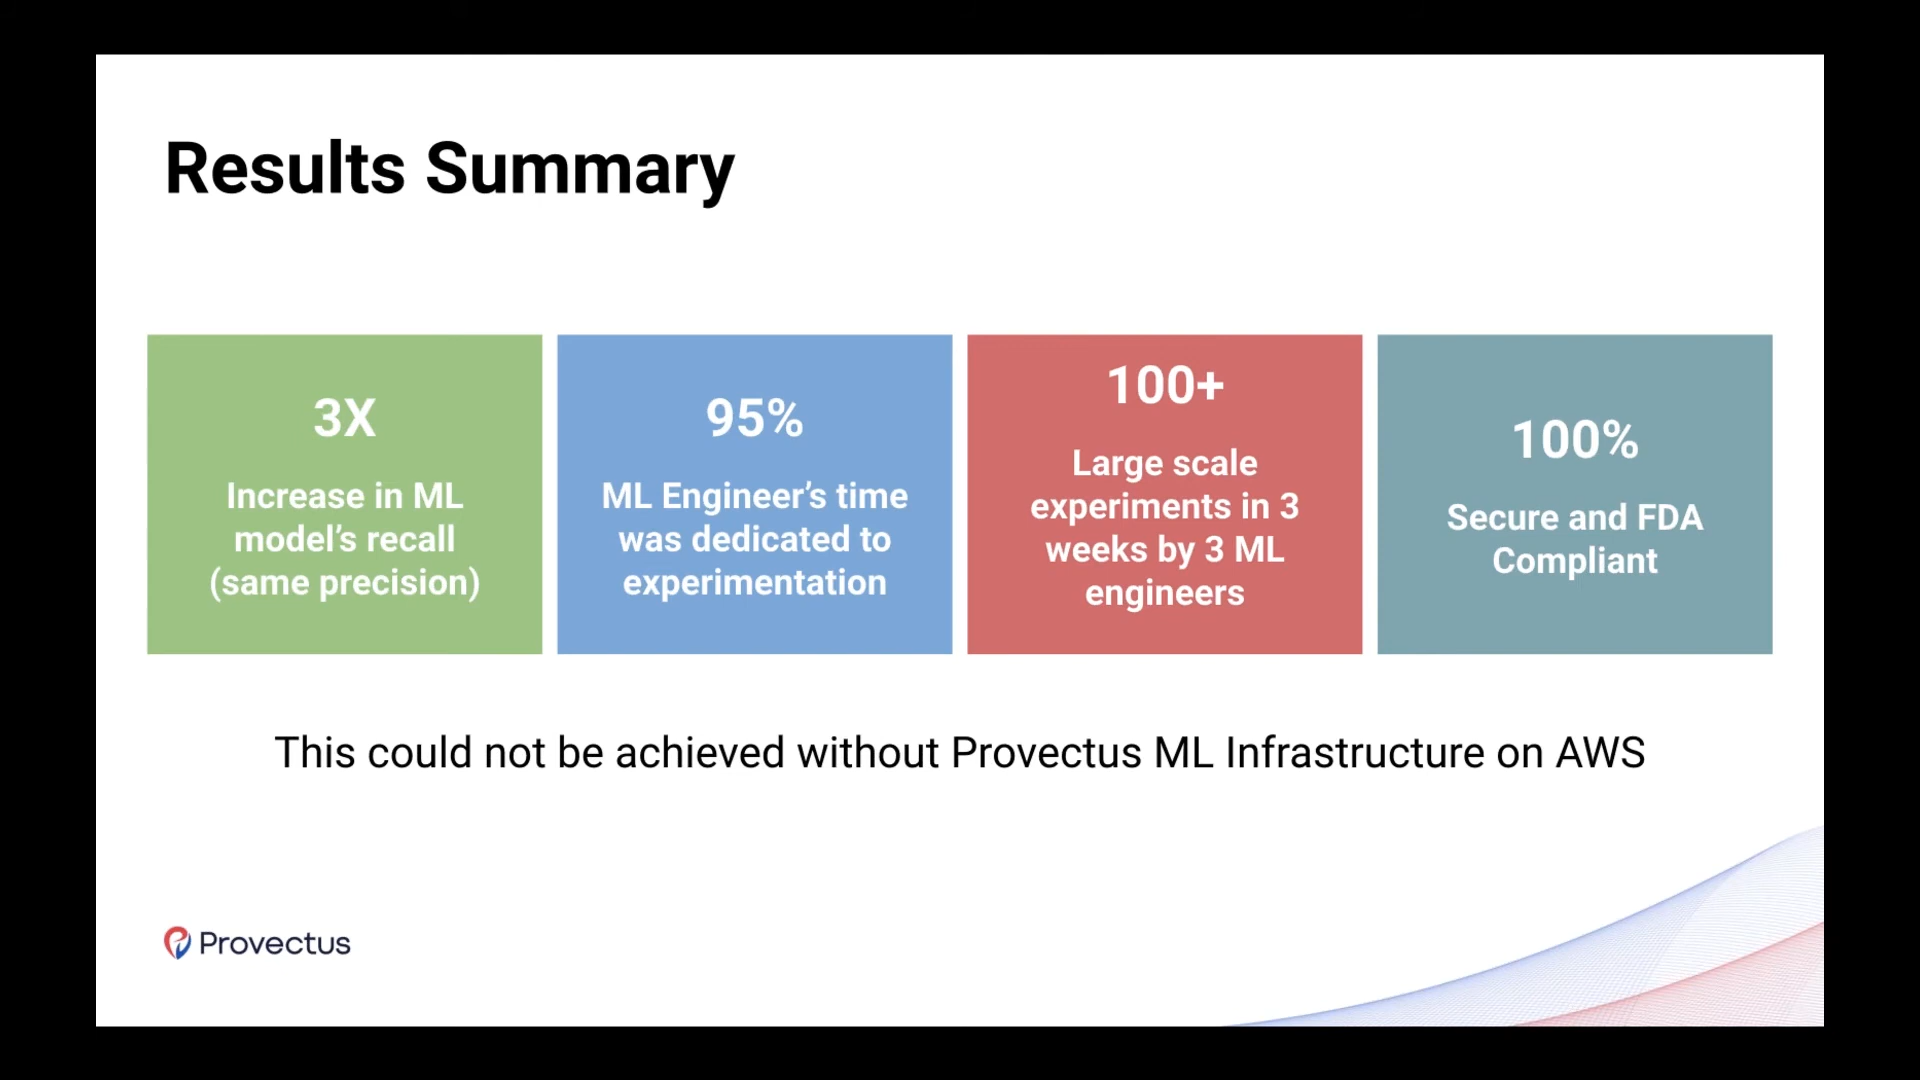 Results Summary
3X
Increase in ML
model’s recall
(same precision)
95%
ML Engineer’s time
was dedicated to
experimentation
100+
Large scale
experiments in 3
weeks by 3 ML
engineers
100%
Secure and FDA
Compliant
This could not be achieved without Provectus ML Infrastructure on AWS
Provectus